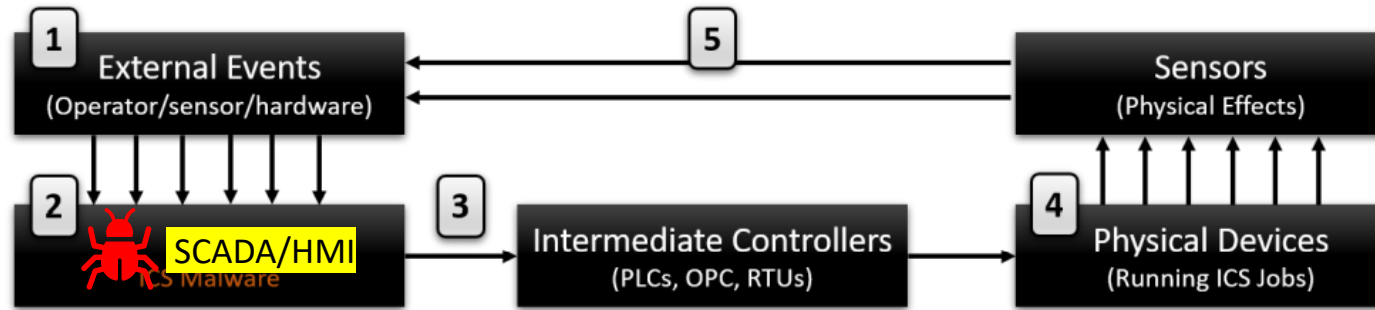 1
External Events
(Operator/sensor/hardware)
5
Sensors
(Physical Effects)
2
SCADA/HMI
ICS Malware
3
Intermediate Controllers
(PLCs, OPC, RTUs)
4
Physical Devices
(Running ICS Jobs)